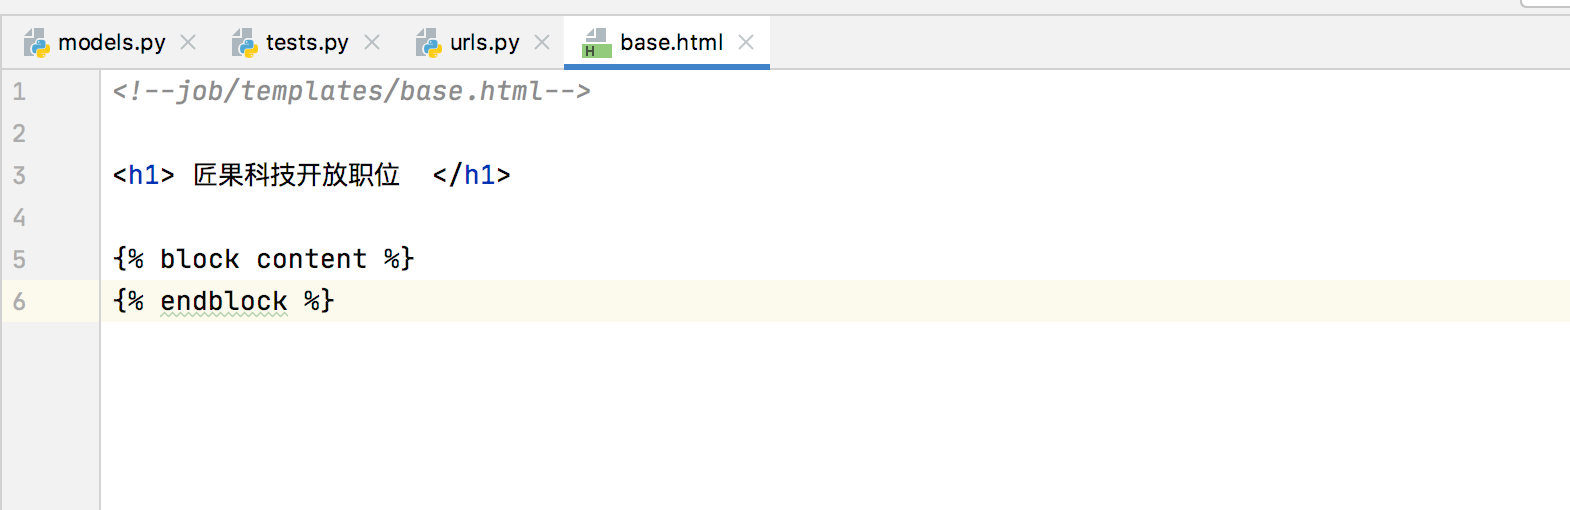 models.py tests.py urls.py base.html
1 <!--job/templates/base.html-->
2
3 <h1> 匠果科技开放职位  </h1>
4
5 {% block content %}
6 {% endblock %}